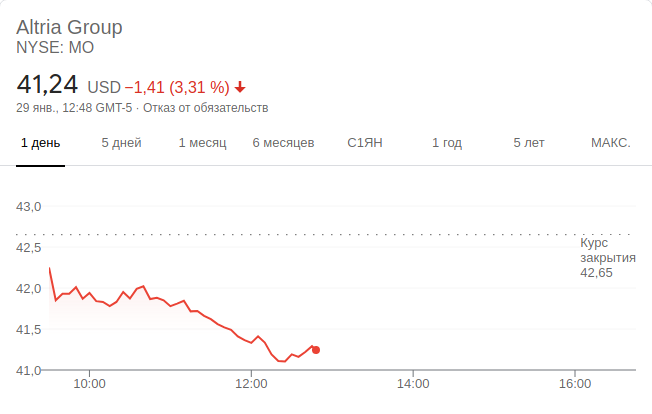 Altria Group
NYSE: MO
41,24 USD −1,41 (3,31 %)
29 янв., 12:48 GMT-5 · Отказ от обязательств
1 день 5 дней 1 месяц 6 месяцев С1ЯН 1 год 5 лет МАКС.
43,0
42,5
Курс
закрытия
42,65
42,0
41,5
41,0
10:00 12:00 14:00 16:00